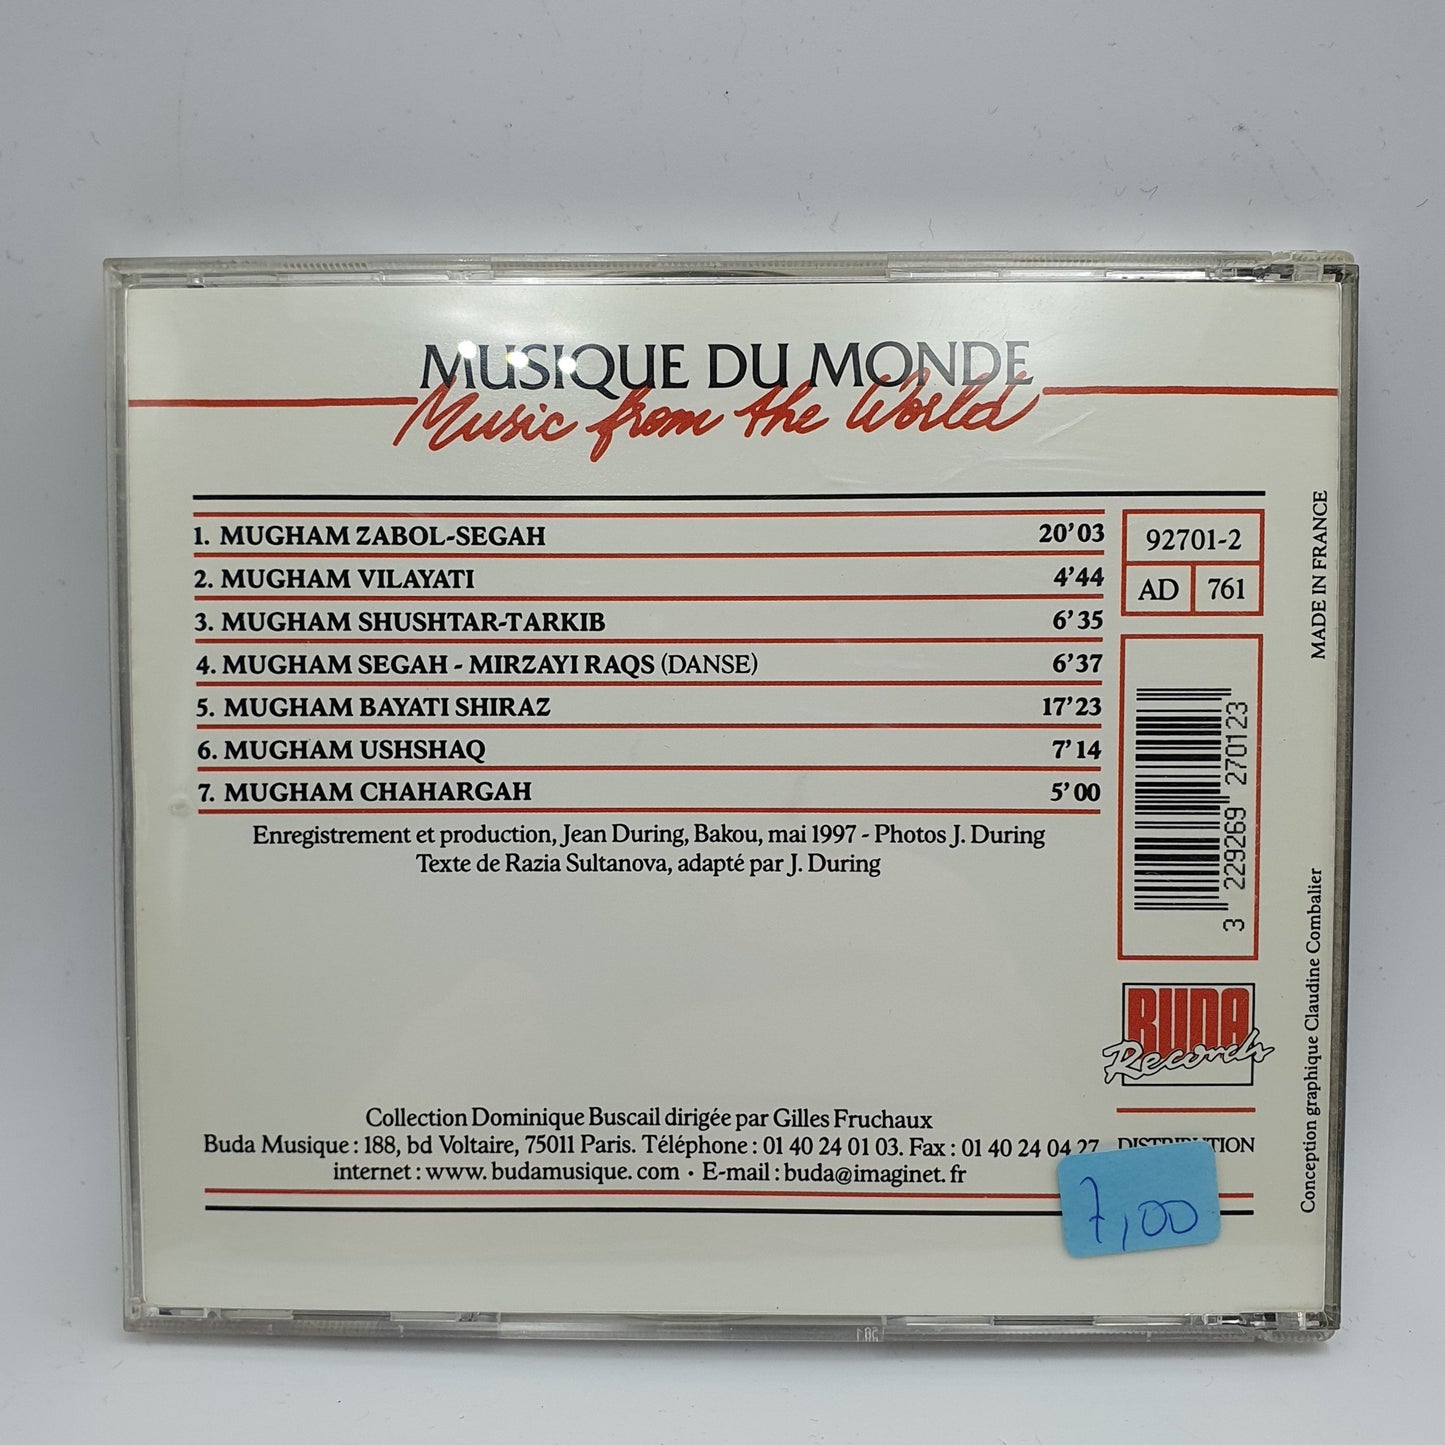 MUSIQUE DU MONDE
Music from the World
1. MUGHAM ZABOL-SEGAH 20'03
2. MUGHAM VILAYATI 4'44
3. MUGHAM SHUSHTAR-TARKIB 6'35
4. MUGHAM SEGAH - MIRZAYI RAQS (DANSE) 6'37
5. MUGHAM BAYATI SHIRAZ 17'23
6. MUGHAM USHSHAQ 7'14
7. MUGHAM CHAHARGAH 5'00
Enregistrement et production, Jean During, Bakou, mai 1997 - Photos J. During
Texte de Razia Sultanova, adapté par J. During
92701-2
AD 761
3 229269 270123
BUDA
Records
MADE IN FRANCE
Conception graphique Claudine Combalier
Collection Dominique Buscail dirigée par Gilles Fruchaux
Buda Musique : 188, bd Voltaire, 75011 Paris. Téléphone : 01 40 24 01 03. Fax : 01 40 24 04 27
internet : www.budamusique.com · E-mail : buda@imaginet.fr
DISTRIBUTION
7,00